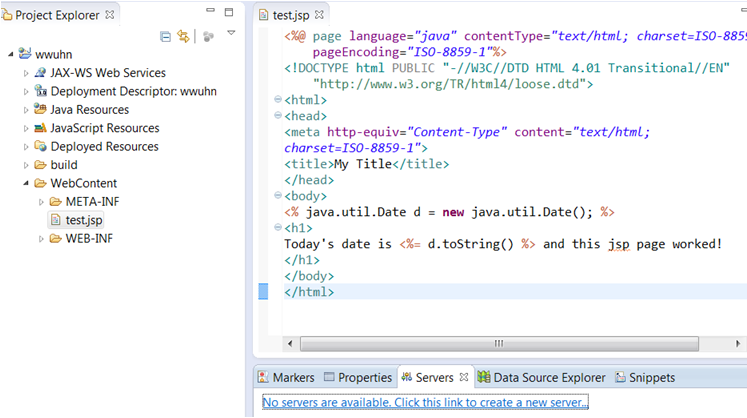 Project Explorer
wwuhn
JAX-WS Web Services
Deployment Descriptor: wwuhn
Java Resources
JavaScript Resources
Deployed Resources
build
WebContent
META-INF
test.jsp
WEB-INF
test.jsp
<%@ page language="java" contentType="text/html; charset=ISO-8859
pageEncoding="ISO-8859-1"%>
<!DOCTYPE html PUBLIC "-//W3C//DTD HTML 4.01 Transitional//EN"
"http://www.w3.org/TR/html4/loose.dtd">
<html>
<head>
<meta http-equiv="Content-Type" content="text/html;
charset=ISO-8859-1">
<title>My Title</title>
</head>
<body>
<% java.util.Date d = new java.util.Date(); %>
<h1>
Today's date is <%= d.toString() %> and this jsp page worked!
</h1>
</body>
</html>
Markers Properties Servers Data Source Explorer Snippets
No servers are available. Click this link to create a new server...